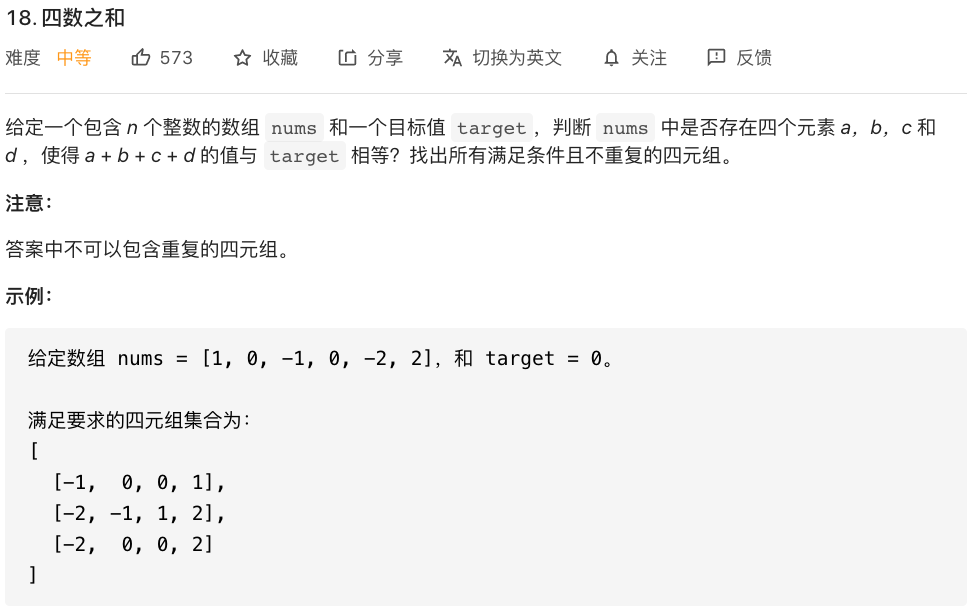 18. 四数之和
难度 中等 573 收藏 分享 切换为英文 关注 反馈
给定一个包含 n 个整数的数组 nums 和一个目标值 target，判断 nums 中是否存在四个元素 a，b，c 和
d ，使得 a + b + c + d 的值与 target 相等？找出所有满足条件且不重复的四元组。
注意：
答案中不可以包含重复的四元组。
示例：
给定数组 nums = [1, 0, -1, 0, -2, 2]，和 target = 0。
满足要求的四元组集合为：
[
[-1,  0, 0, 1],
[-2, -1, 1, 2],
[-2,  0, 0, 2]
]